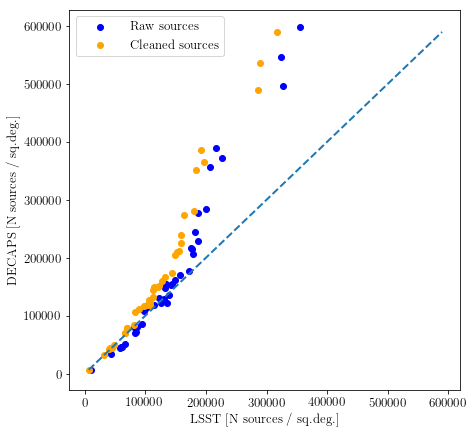 Raw sources
Cleaned sources
600000
500000
400000
300000
200000
100000
0
DECAPS [N sources / sq.deg.]
0 100000 200000 300000 400000 500000 600000
LSST [N sources / sq.deg.]